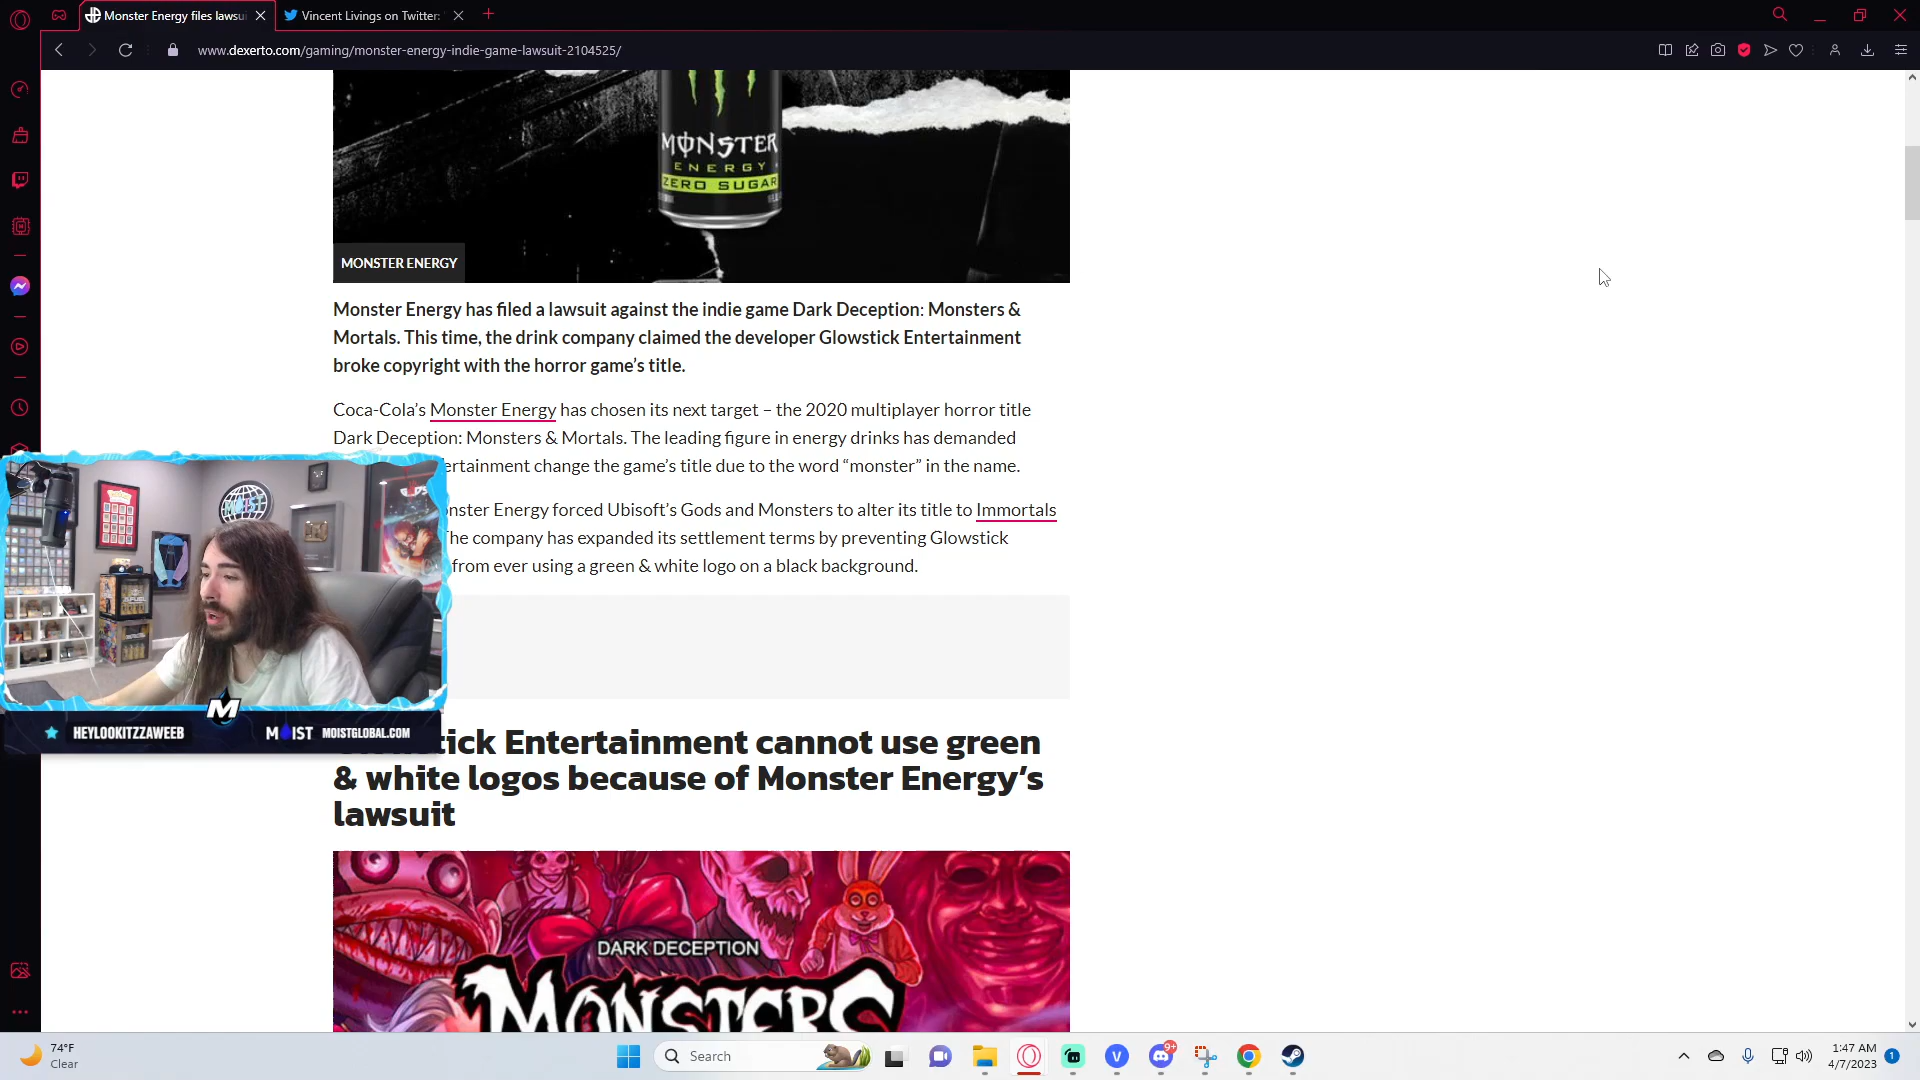 Monster Energy files lawsu
Vincent Livings on Twitter:
www.dexerto.com/gaming/monster-energy-indie-game-lawsuit-2104525/
MONSTER
ENERGY
ZERO SUGAR
MONSTER ENERGY
Monster Energy has filed a lawsuit against the indie game Dark Deception: Monsters &
Mortals. This time, the drink company claimed the developer Glowstick Entertainment
broke copyright with the horror game’s title.
Coca-Cola’s Monster Energy has chosen its next target – the 2020 multiplayer horror title
Dark Deception: Monsters & Mortals. The leading figure in energy drinks has demanded
ertainment change the game’s title due to the word “monster” in the name.
nster Energy forced Ubisoft’s Gods and Monsters to alter its title to Immortals
he company has expanded its settlement terms by preventing Glowstick
from ever using a green & white logo on a black background.
MOIST
M
HEYLOOKITZZAWEEB
MOIST MOISTGLOBAL.COM
tick Entertainment cannot use green
& white logos because of Monster Energy’s
lawsuit
DARK DECEPTION
MONSTERS
74°F
Clear
Search
9+
1:47 AM
4/7/2023
1